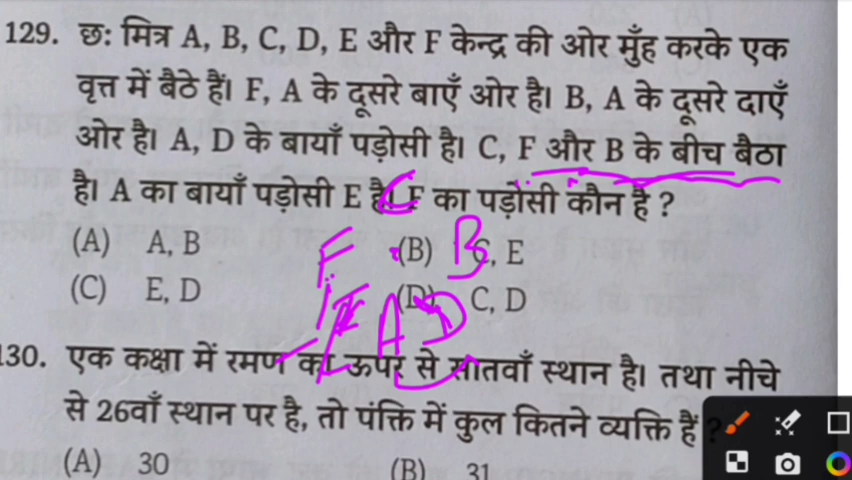 129. छः मित्र A, B, C, D, E और F केन्द्र की ओर मुँह करके एक
वृत्त में बैठे हैं। F, A के दूसरे बाएँ ओर है। B, A के दूसरे दाएँ
ओर है। A, D के बायाँ पड़ोसी है। C, F और B के बीच बैठा
है। A का बायाँ पड़ोसी E है। F का पड़ोसी कौन है ?
C
(A) A, B (B) C, E
F B
(C) E, D (D) C, D
E A D
130. एक कक्षा में रमण का ऊपर से सातवाँ स्थान है। तथा नीचे
से 26वाँ स्थान पर है, तो पंक्ति में कुल कितने व्यक्ति हैं ?
(A) 30 (B) 31